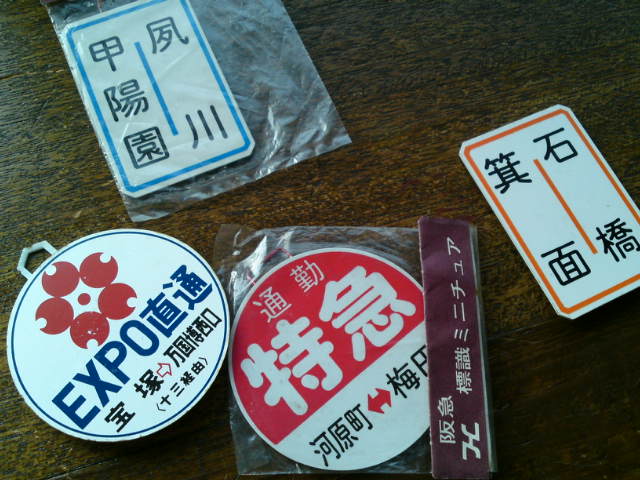 夙川
甲陽園
石橋
箕面
EXPO直通
宝塚⇨万国博西口
(十三経由)
通勤
特急
河原町⇔梅田
阪急
標識ミニチュア